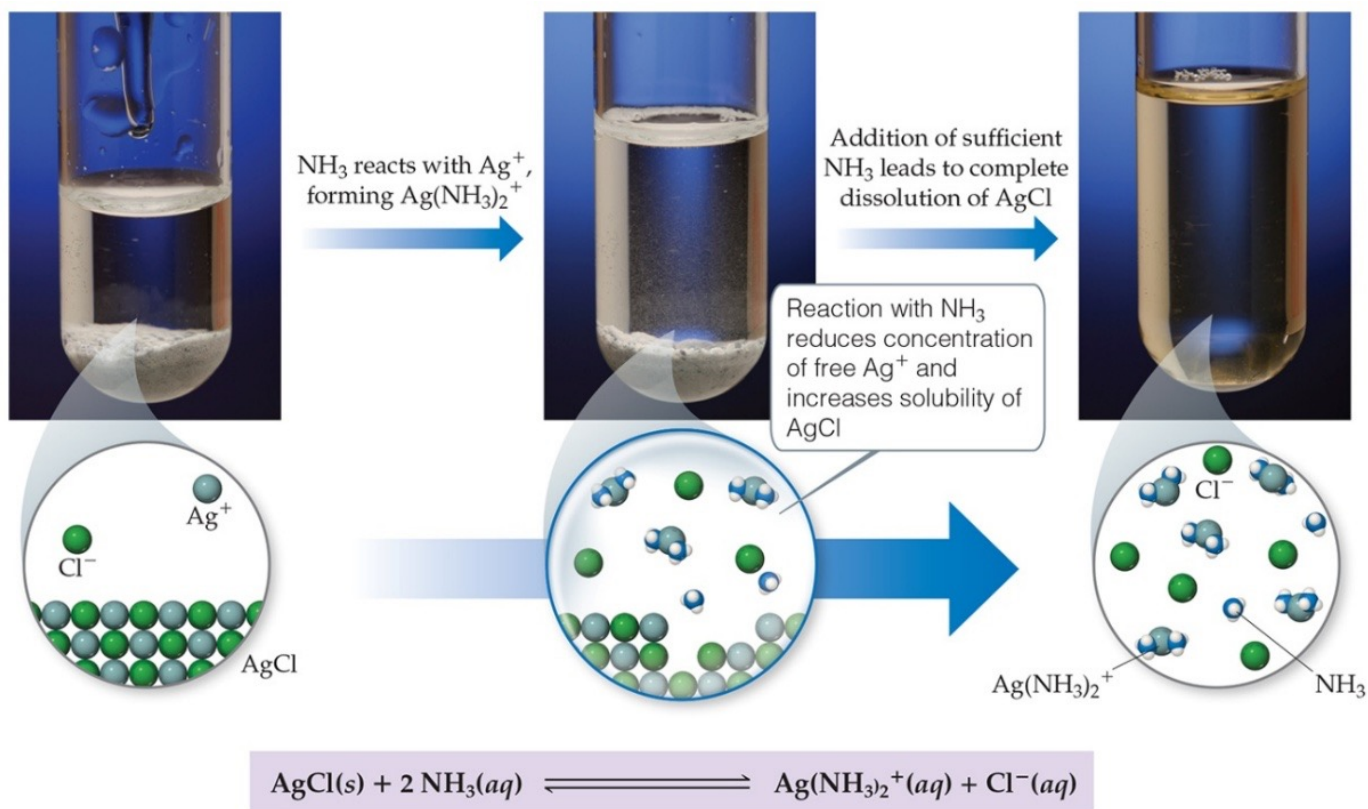 NH₃ reacts with Ag⁺,
forming Ag(NH₃)₂⁺
Addition of sufficient
NH₃ leads to complete
dissolution of AgCl
Reaction with NH₃
reduces concentration
of free Ag⁺ and
increases solubility of
AgCl
Ag⁺
Cl⁻
AgCl
Cl⁻
Ag(NH₃)₂⁺
NH₃
AgCl(s) + 2 NH₃(aq) ⇌ Ag(NH₃)₂⁺(aq) + Cl⁻(aq)